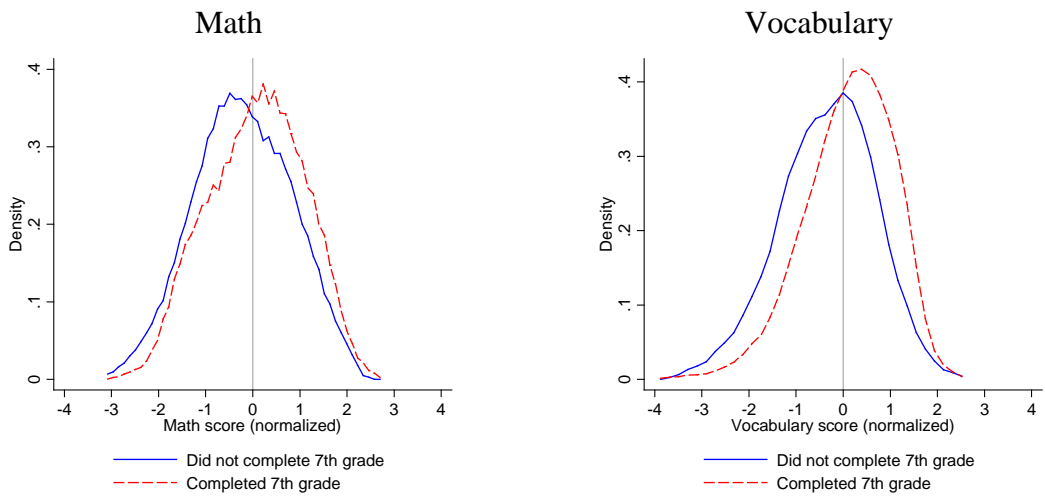 Math
Density
.4
.3
.2
.1
0
-4 -3 -2 -1 0 1 2 3 4
Math score (normalized)
Did not complete 7th grade
Completed 7th grade
Vocabulary
Density
.4
.3
.2
.1
0
-4 -3 -2 -1 0 1 2 3 4
Vocabulary score (normalized)
Did not complete 7th grade
Completed 7th grade